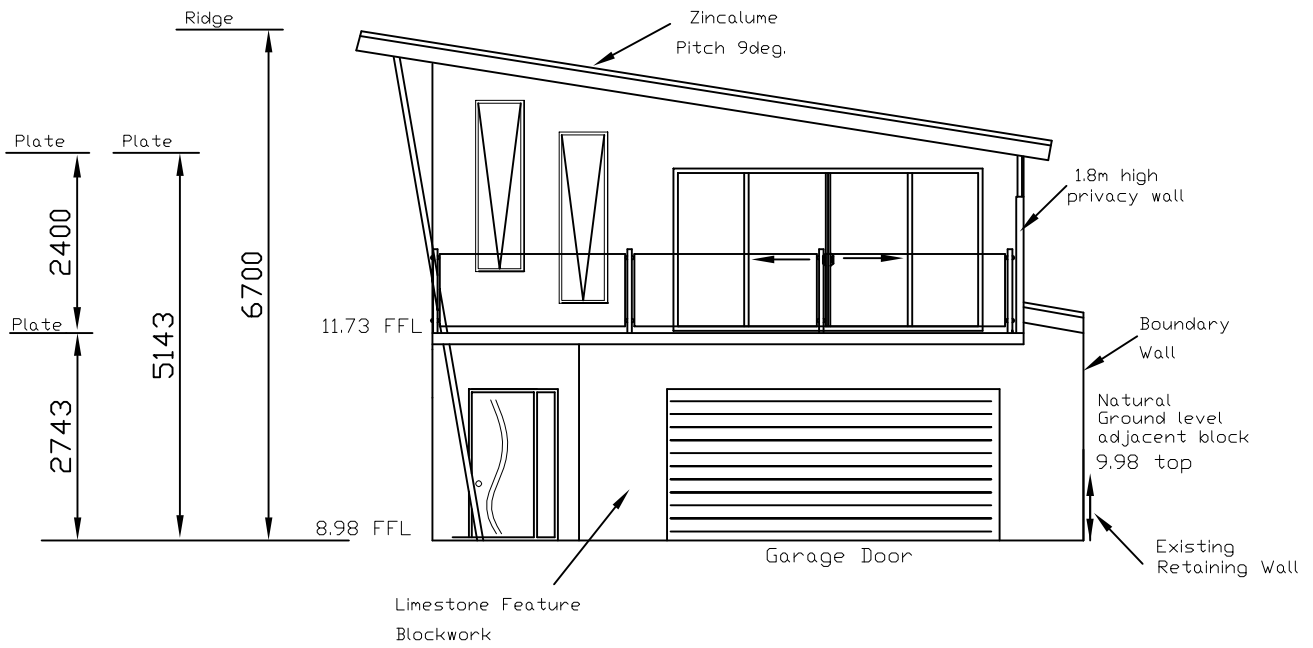 Ridge
Zincalume
Pitch 9deg.
Plate
Plate
1.8m high
privacy wall
2400
6700
5143
Plate
11.73 FFL
Boundary
Wall
2743
Natural
Ground level
adjacent block
9.98 top
8.98 FFL
Garage Door
Existing
Retaining Wall
Limestone Feature
Blockwork